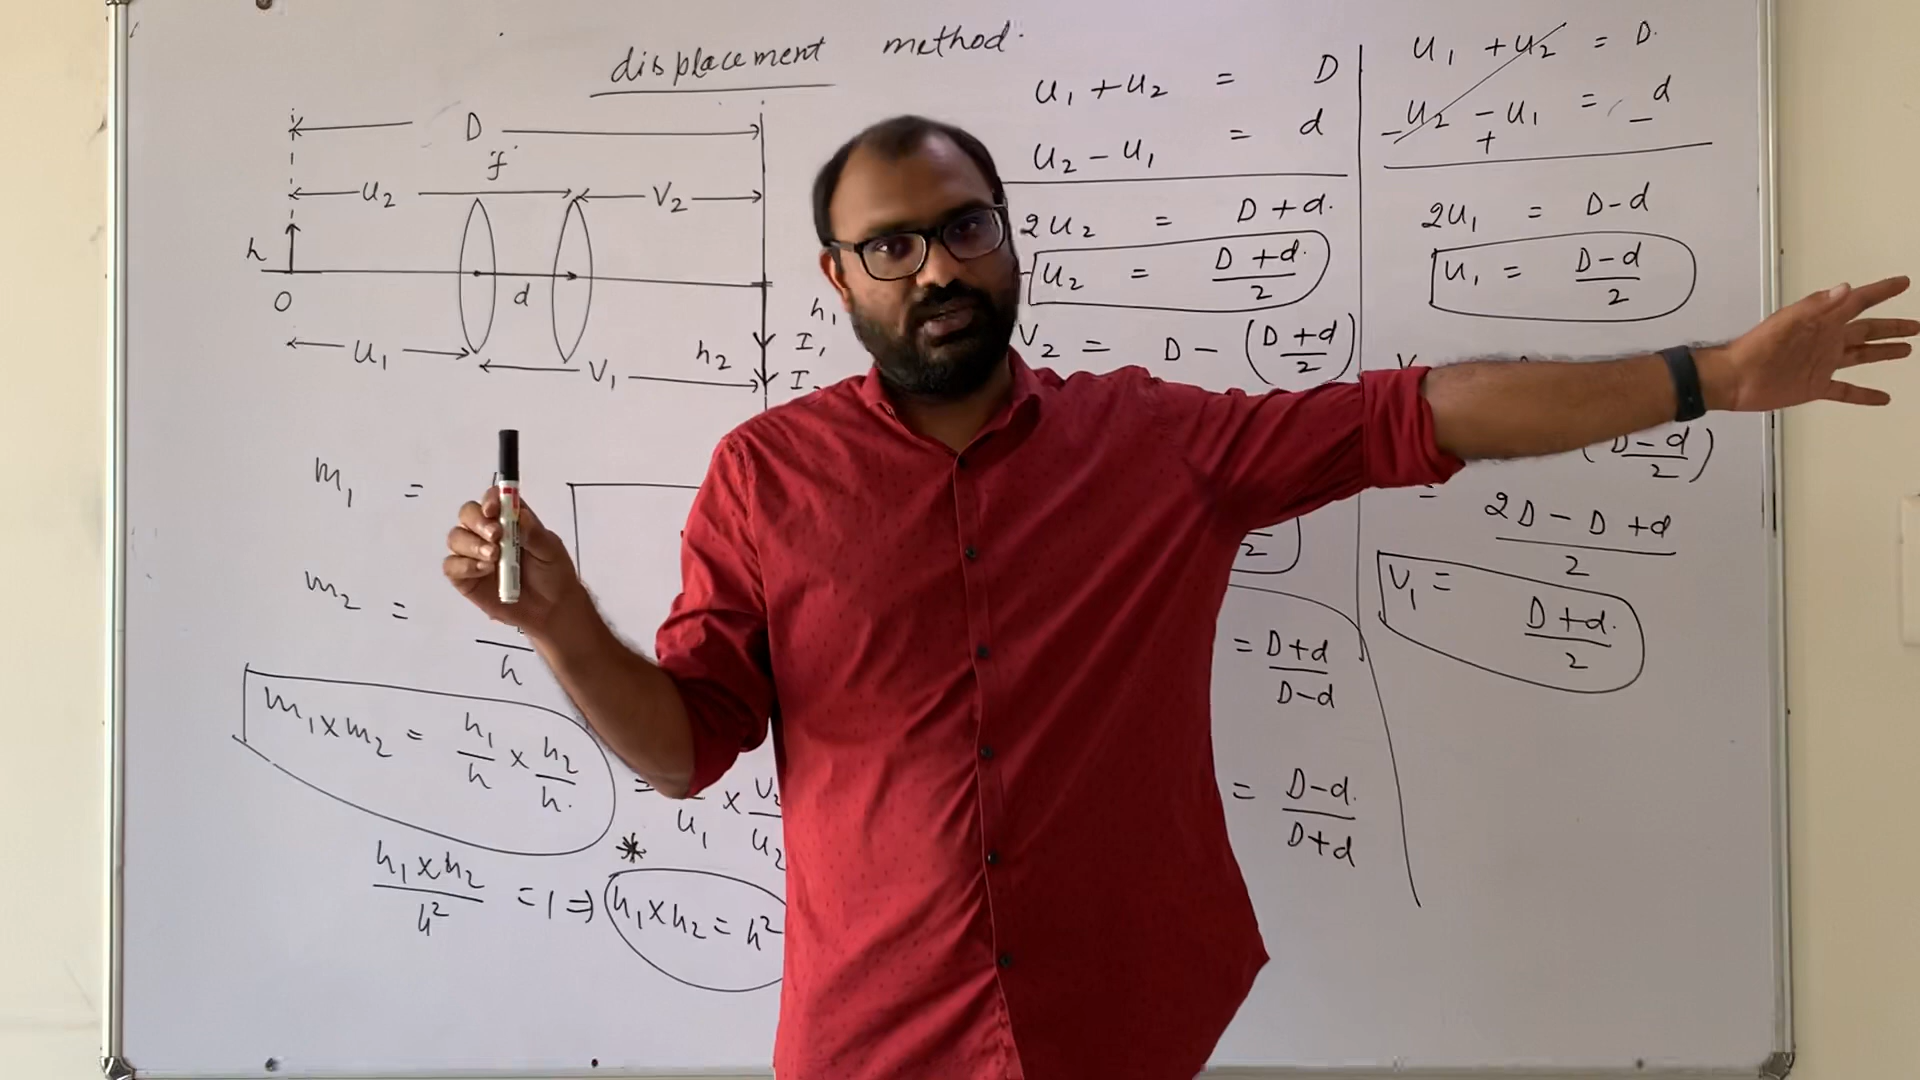 displacement method.
D
f
u₂
V₂
h
O
d
u₁
V₁
h₂
h₁
I₁
m₁ =
m₂ =
h
m₁ x m₂ = h₁/h x h₂/h.
= u₁ x V₂/u₂
*
h₁ x h₂/h² = 1 ⇒ h₁ x h₂ = h²
u₁ + u₂ = D
u₂ - u₁ = d
2u₂ = D + d.
u₂ = D + d./2
V₂ = D - (D + d/2)
2
= D + d/D - d
= D - d./D + d
u₁ + u₂ = D.
- u₂ - u₁ = - d
+
2u₁ = D - d
u₁ = D - d/2
(D - d/2)
= 2D - D + d/2
V₁ = D + d./2